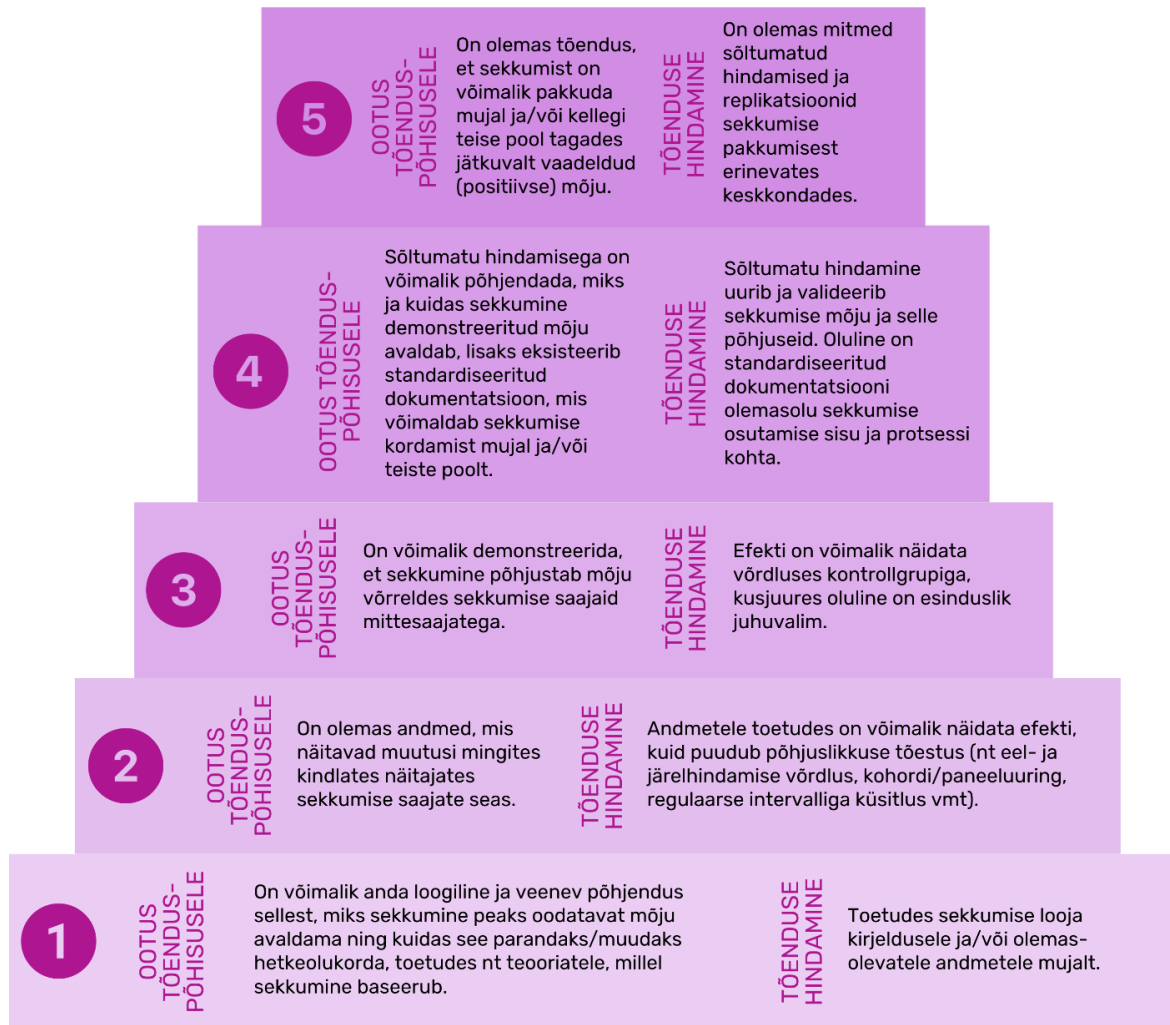 5
OOTUS
TÕENDUS-
PÕHISUSELE
On olemas tõendus,
et sekkumist on
võimalik pakkuda
mujal ja/või kellegi
teise pool tagades
jätkuvalt vaadeldud
(positiivse) mõju.
TÕENDUSE
HINDAMINE
On olemas mitmed
sõltumatud
hindamised ja
replikatsioonid
sekkumise
pakkumisest
erinevates
keskkondades.
4
OOTUS TÕENDUS-
PÕHISUSELE
Sõltumatu hindamisega on
võimalik põhjendada, miks
ja kuidas sekkumine
demonstreeritud mõju
avaldab, lisaks eksisteerib
standardiseeritud
dokumentatsioon, mis
võimaldab sekkumise
kordamist mujal ja/või
teiste poolt.
TÕENDUSE
HINDAMINE
Sõltumatu hindamine
uurib ja valideerib
sekkumise mõju ja selle
põhjuseid. Oluline on
standardiseeritud
dokumentatsiooni
olemasolu sekkumise
osutamise sisu ja protsessi
kohta.
3
OOTUS
TÕENDUS-
PÕHISUSELE
On võimalik demonstreerida,
et sekkumine põhjustab mõju
võrreldes sekkumise saajaid
mittesaajatega.
TÕENDUSE
HINDAMINE
Efekti on võimalik näidata
võrdluses kontrollgrupiga,
kusjuures oluline on esinduslik
juhuvalim.
2
OOTUS
TÕENDUS-
PÕHISUSELE
On olemas andmed, mis
näitavad muutusi mingites
kindlates näitajates
sekkumise saajate seas.
TÕENDUSE
HINDAMINE
Andmetele toetudes on võimalik näidata efekti,
kuid puudub põhjuslikkuse tõestus (nt eel- ja
järelhindamise võrdlus, kohordi/paneeluuring,
regulaarse intervalliga küsitlus vmt).
1
OOTUS
TÕENDUS-
PÕHISUSELE
On võimalik anda loogiline ja veenev põhjendus
sellest, miks sekkumine peaks oodatavat mõju
avaldama ning kuidas see parandaks/muudaks
hetkeolukorda, toetudes nt teooriatele, millel
sekkumine baseerub.
TÕENDUSE
HINDAMINE
Toetudes sekkumise looja
kirjeldusele ja/või olemas-
olevatele andmetele mujalt.